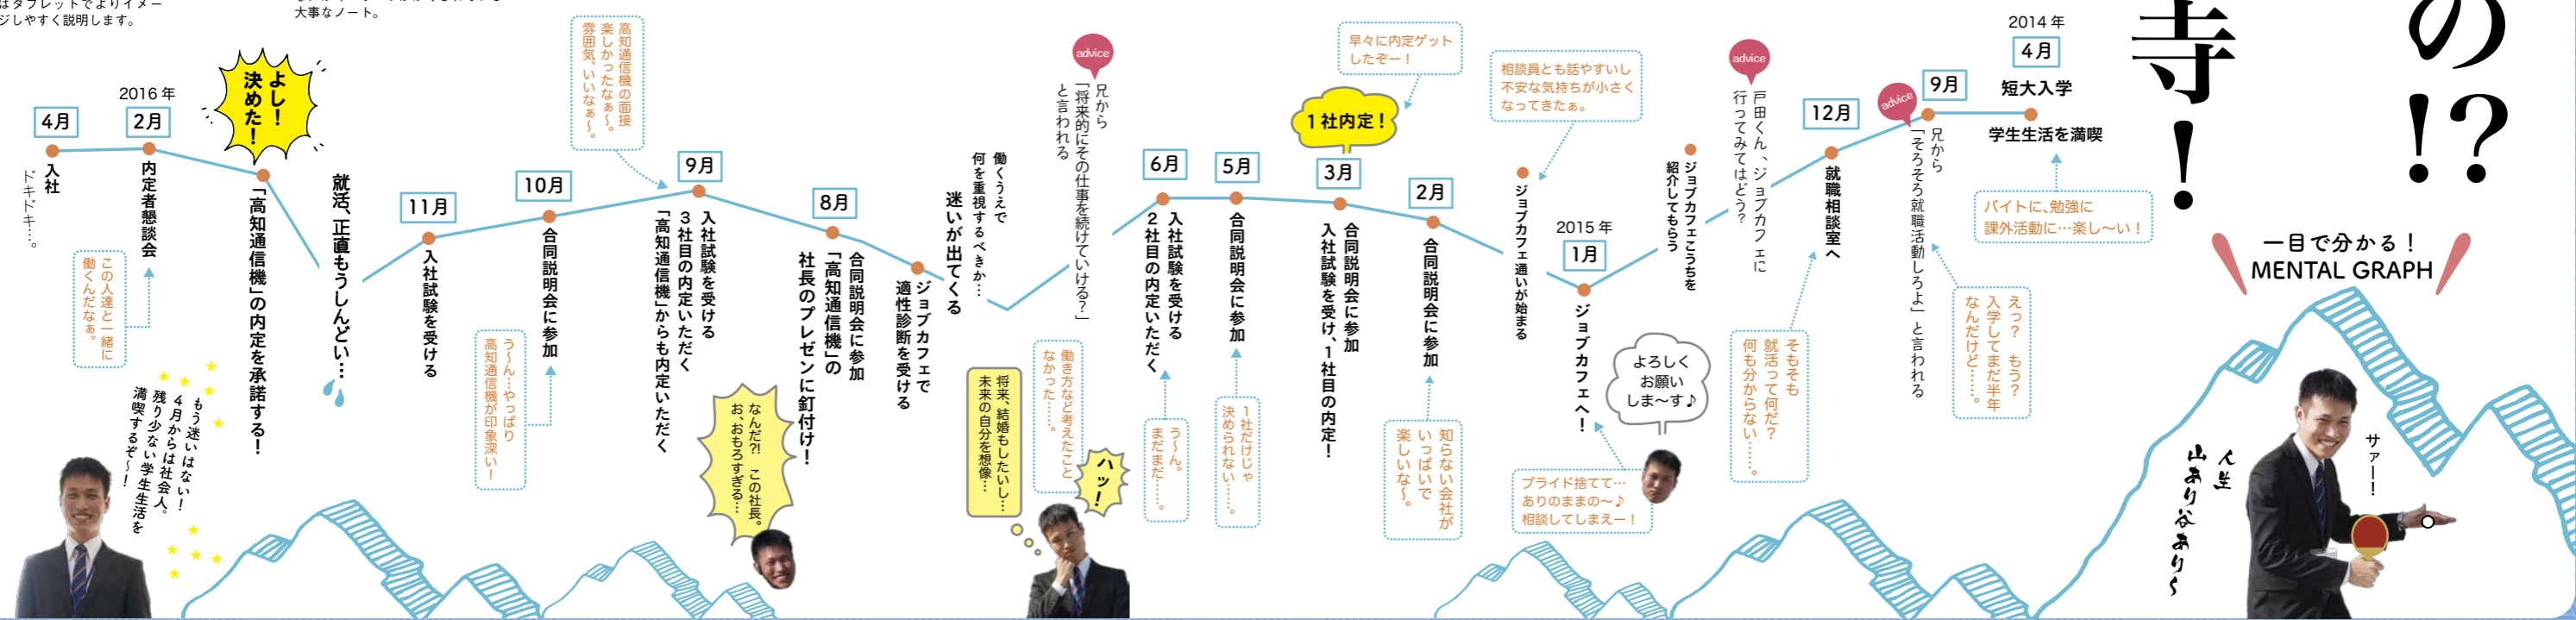 はタブレットでよりイメー
ジしやすく説明します。
大事なノート。
の!?
寺!
一目で分かる!
MENTAL GRAPH
サァー!
人生
山あり谷あり〜
2014年
4月
短大入学
学生生活を満喫
バイトに、勉強に
課外活動に…楽し〜い!
9月
advice
兄から
「そろそろ就職活動しろよ」と言われる
えっ? もう?
入学してまだ半年
なんだけど……。
12月
就職相談室へ
そもそも
就活って何だ?
何も分からない……。
advice
戸田くん、ジョブカフェに
行ってみてはどう?
ジョブカフェこうちを
紹介してもらう
2015年
1月
ジョブカフェへ!
よろしく
お願い
しま〜す♪
プライド捨てて…
ありのままの〜♪
相談してしまえー!
ジョブカフェ通いが始まる
相談員とも話やすいし
不安な気持ちが小さく
なってきたぁ。
2月
合同説明会に参加
知らない会社が
いっぱいで
楽しいな〜。
3月
1社内定!
早々に内定ゲット
したぞー!
合同説明会に参加
入社試験を受け、1社目の内定!
5月
合同説明会に参加
1社だけじゃ
決められない……。
6月
入社試験を受ける
2社目の内定いただく
う〜ん。
まだまだ……。
advice
兄から
「将来的にその仕事を続けていける?」
と言われる
働き方など考えたこと
なかった……。
ハッ!
将来、結婚もしたいし…
未来の自分を想像…
働くうえで
何を重視するべきか…
迷いが出てくる
ジョブカフェで
適性診断を受ける
8月
合同説明会に参加
「高知通信機」の
社長のプレゼンに釘付け!
なんだ?! この社長。
お、おもろすぎる…
9月
入社試験を受ける
3社目の内定いただく
「高知通信機」からも内定いただく
高知通信機の面接
楽しかったなぁ〜。
雰囲気、いいなぁ〜。
10月
合同説明会に参加
う〜ん…やっぱり
高知通信機が印象深い!
11月
入社試験を受ける
就活、正直もうしんどい…
よし!
決めた!
「高知通信機」の内定を承諾する!
もう迷いはない!
4月からは社会人。
残り少ない学生生活を
満喫するぞ〜!
2016年
2月
内定者懇談会
この人達と一緒に
働くんだなぁ。
4月
入社
ドキドキ…。